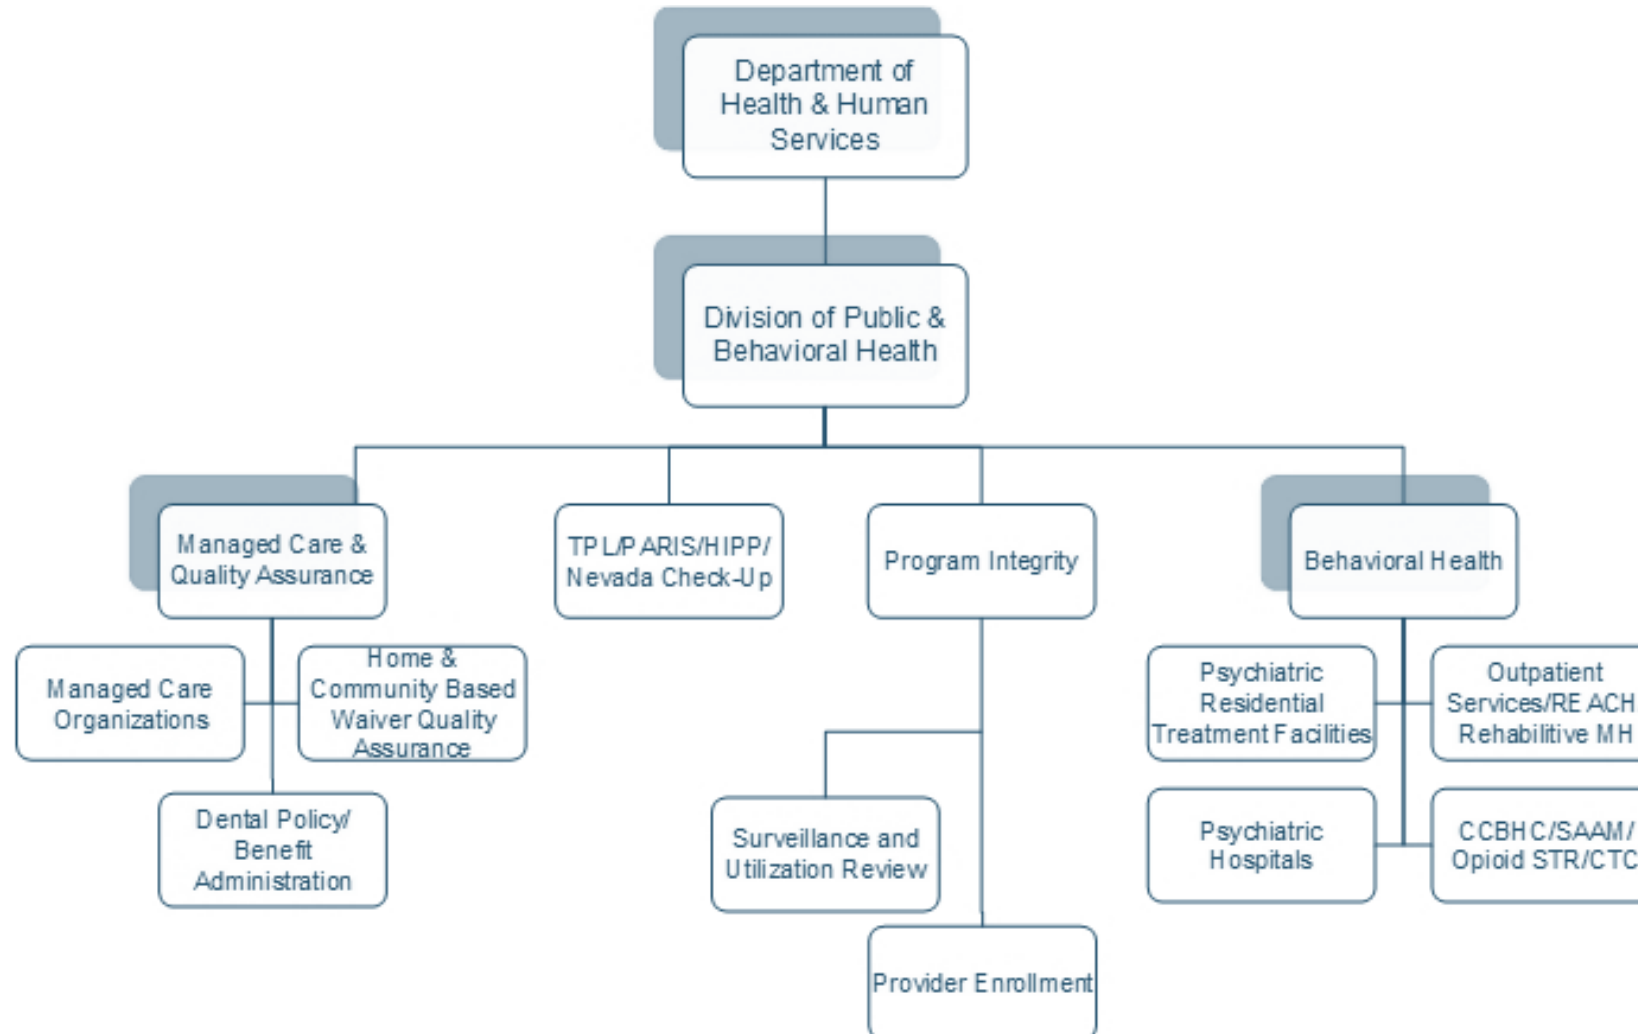 Department of
Health & Human
Services
Division of Public &
Behavioral Health
Managed Care &
Quality Assurance
TPL/PARIS/HIPP/
Nevada Check-Up
Program Integrity
Behavioral Health
Managed Care
Organizations
Home &
Community Based
Waiver Quality
Assurance
Dental Policy/
Benefit
Administration
Surveillance and
Utilization Review
Provider Enrollment
Psychiatric
Residential
Treatment Facilities
Outpatient
Services/REACH
Rehabilitive MH
Psychiatric
Hospitals
CCBHC/SAAM/
Opioid STR/CTC